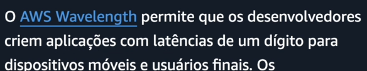 O AWS Wavelength permite que os desenvolvedores
criem aplicações com latências de um dígito para
dispositivos móveis e usuários finais. Os